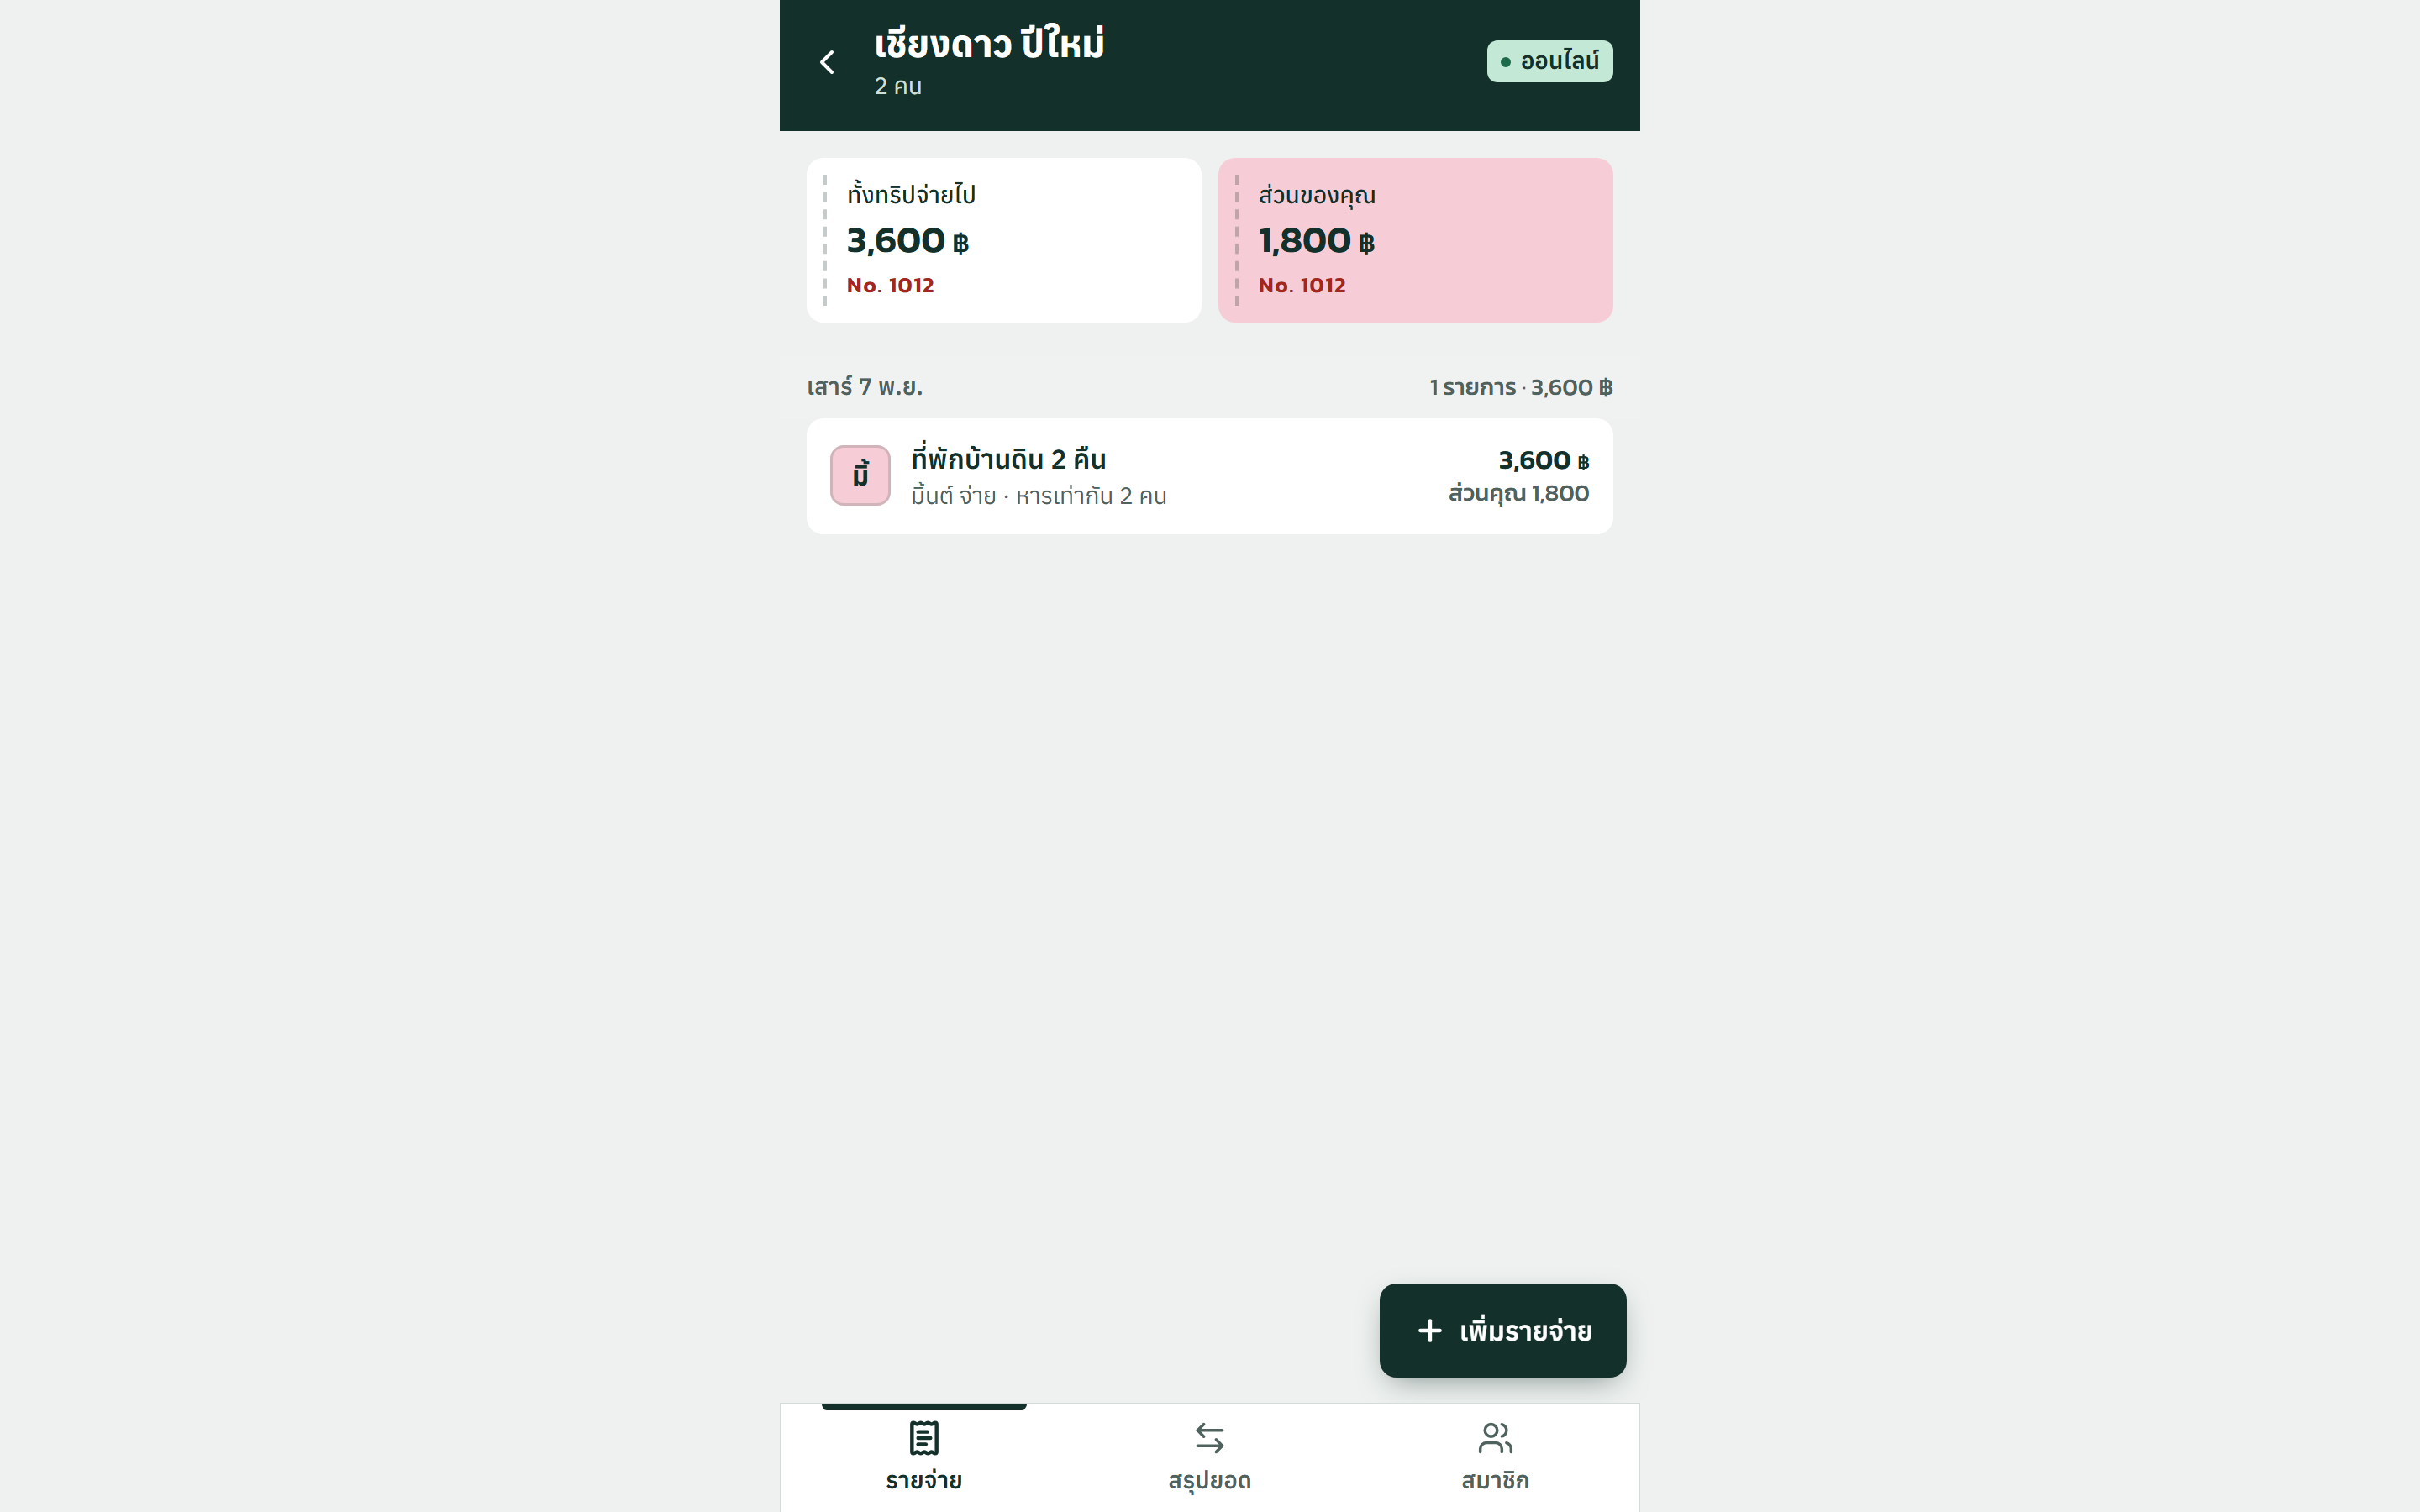 เชียงดาว ปีใหม่
2 คน
ออนไลน์
ทั้งทริปจ่ายไป
3,600 ฿
No. 1012
ส่วนของคุณ
1,800 ฿
No. 1012
เสาร์ 7 พ.ย.
1 รายการ · 3,600 ฿
มิ้
ที่พักบ้านดิน 2 คืน
มิ้นต์ จ่าย · หารเท่ากัน 2 คน
3,600 ฿
ส่วนคุณ 1,800
เพิ่มรายจ่าย
รายจ่าย
สรุปยอด
สมาชิก